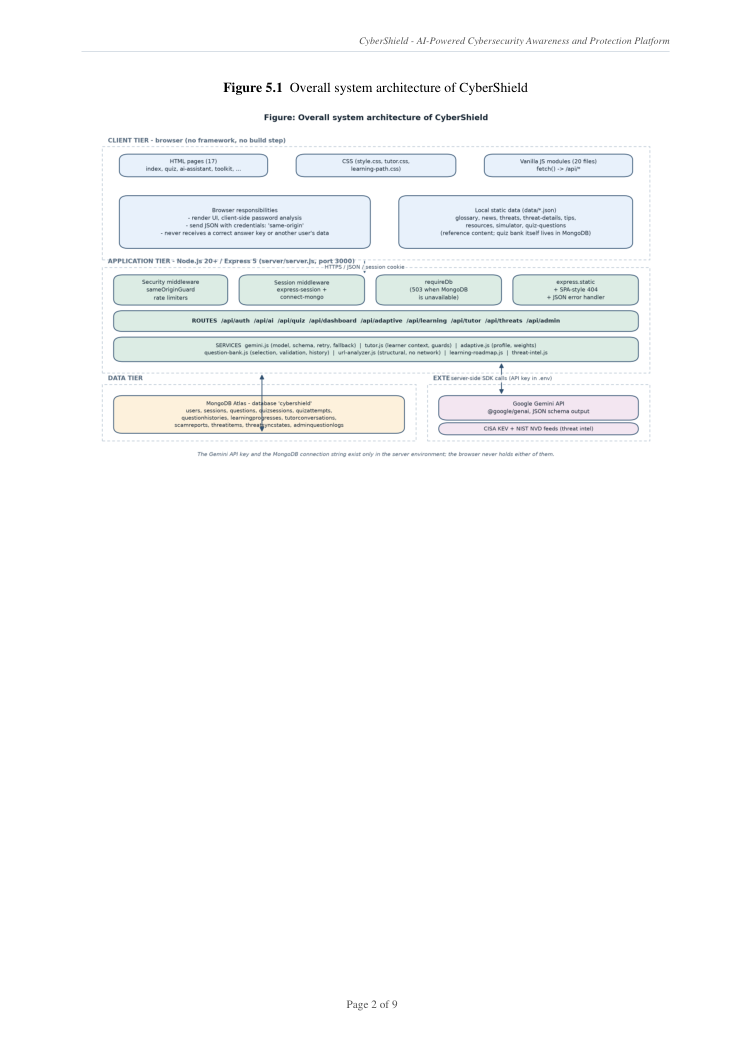 CyberShield - AI-Powered Cybersecurity Awareness and Protection Platform
Figure 5.1 Overall system architecture of CyberShield
Figure: Overall system architecture of CyberShield
CLIENT TIER - browser (no framework, no build step)
HTML pages (17)
index, quiz, ai-assistant, toolkit, ...
CSS (style.css, tutor.css,
learning-path.css)
Vanilla JS modules (20 files)
fetch() -> /api/*
Browser responsibilities
- render UI, client-side password analysis
- send JSON with credentials: 'same-origin'
- never receives a correct answer key or another user's data
Local static data (data/*.json)
glossary, news, threats, threat-details, tips,
resources, simulator, quiz-questions
(reference content; quiz bank itself lives in MongoDB)
APPLICATION TIER - Node.js 20+ / Express 5 (server/server.js, port 3000)
HTTPS / JSON / session cookie
Security middleware
sameOriginGuard
rate limiters
Session middleware
express-session +
connect-mongo
requireDb
(503 when MongoDB
is unavailable)
express.static
+ SPA-style 404
+ JSON error handler
ROUTES /api/auth /api/ai /api/quiz /api/dashboard /api/adaptive /api/learning /api/tutor /api/threats /api/admin
SERVICES gemini.js (model, schema, retry, fallback) | tutor.js (learner context, guards) | adaptive.js (profile, weights)
question-bank.js (selection, validation, history) | url-analyzer.js (structural, no network) | learning-roadmap.js | threat-intel.js
DATA TIER
EXTE server-side SDK calls (API key in .env)
MongoDB Atlas - database 'cybershield'
users, sessions, questions, quizsessions, quizattempts,
questionhistories, learningprogresses, tutorconversations,
scamreports, threatitems, threatsyncstates, adminquestionlogs
Google Gemini API
@google/genai, JSON schema output
CISA KEV + NIST NVD feeds (threat intel)
The Gemini API key and the MongoDB connection string exist only in the server environment; the browser never holds either of them.
Page 2 of 9